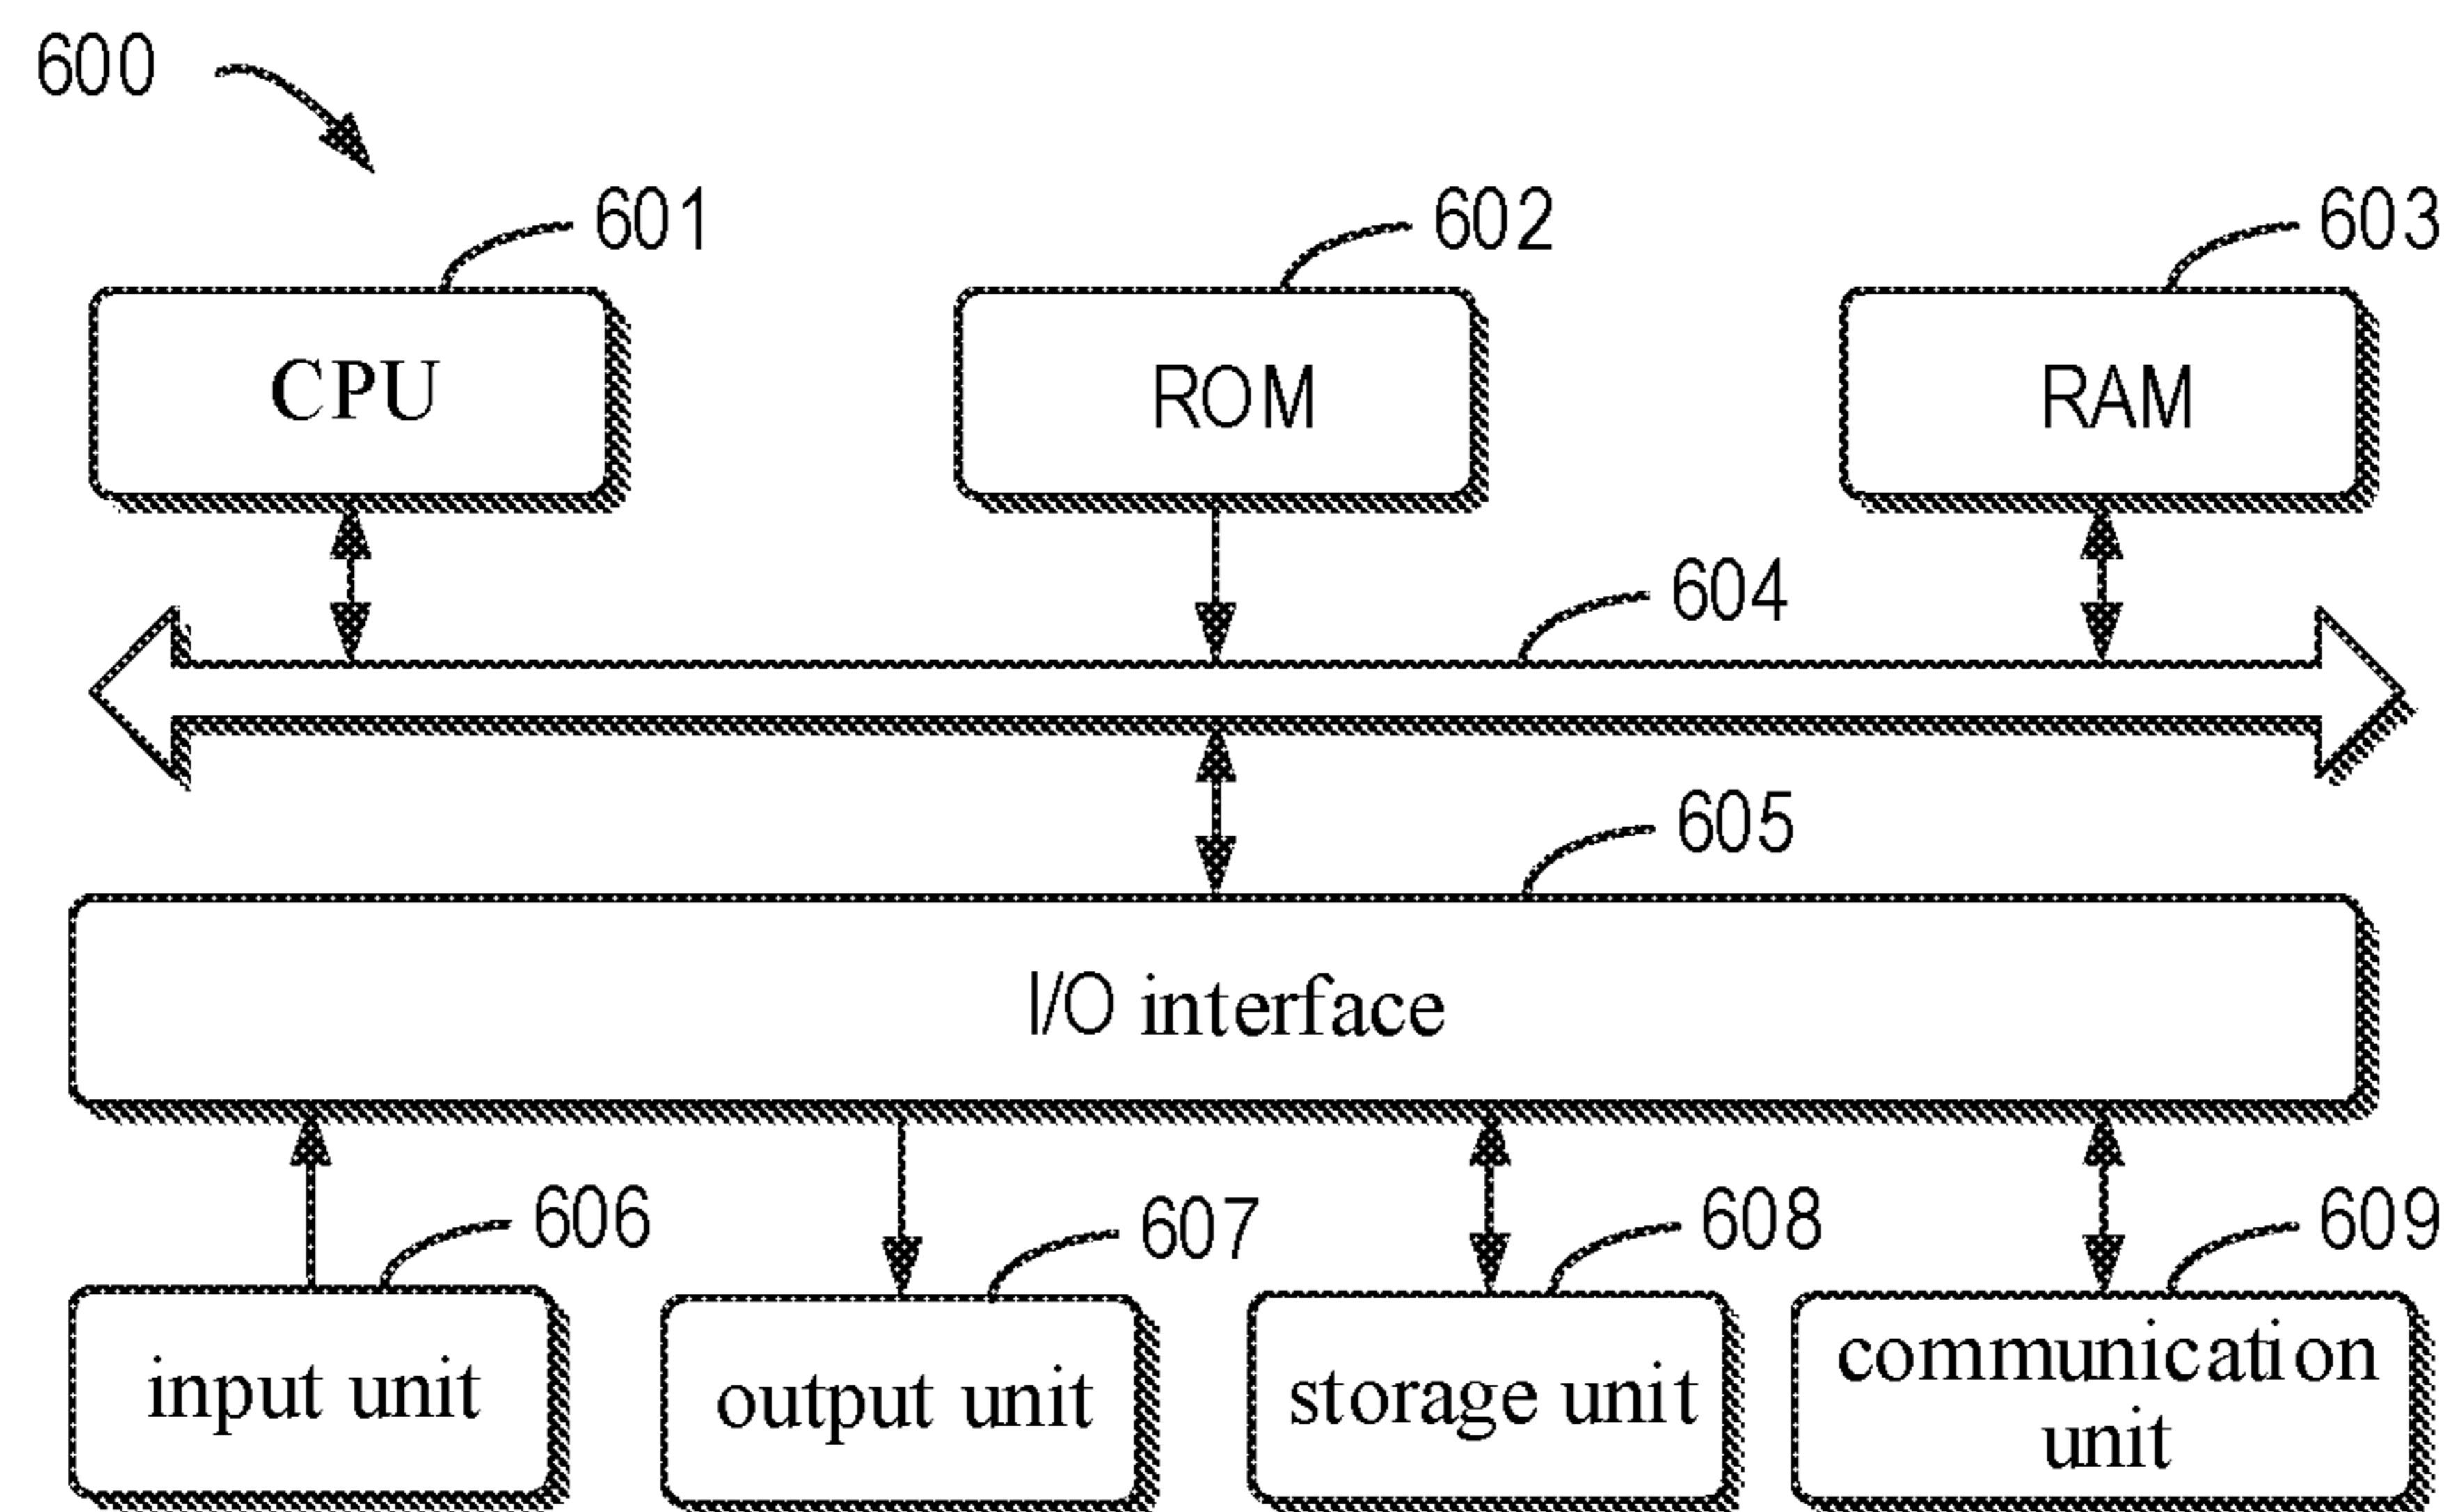 600
601
602
603
CPU
ROM
RAM
604
605
I/O interface
606
607
608
609
input unit
output unit
storage unit
communication
unit